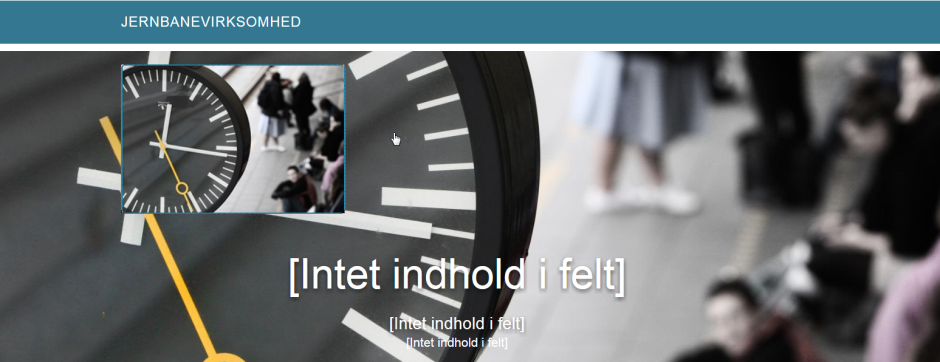 JERNBANEVIRKSOMHED
[Intet indhold i felt]
[Intet indhold i felt]
[Intet indhold i felt]